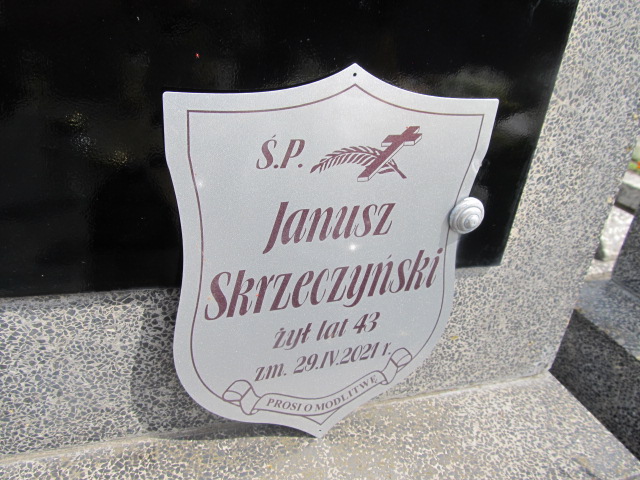 Ś.P.
Janusz
Skrzeczyński
żył lat 43
zm. 29.IV.2021 r.
PROSI O MODLITWĘ